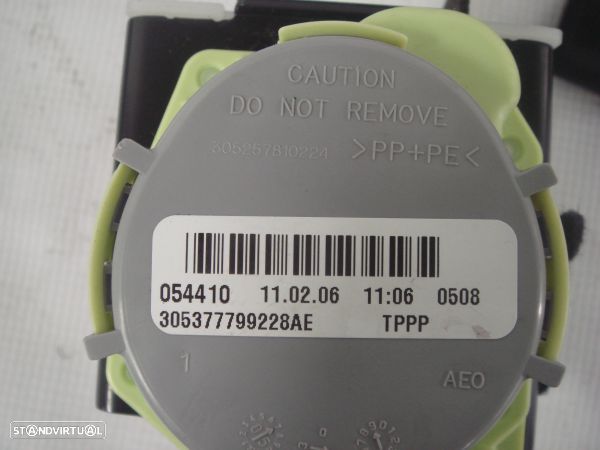 CAUTION
DO NOT REMOVE
305257810224 >PP+PE<
054410 11.02.06 11:06 0508
305377799228AE TPPP
1
AEO
STANDVIRTUAL